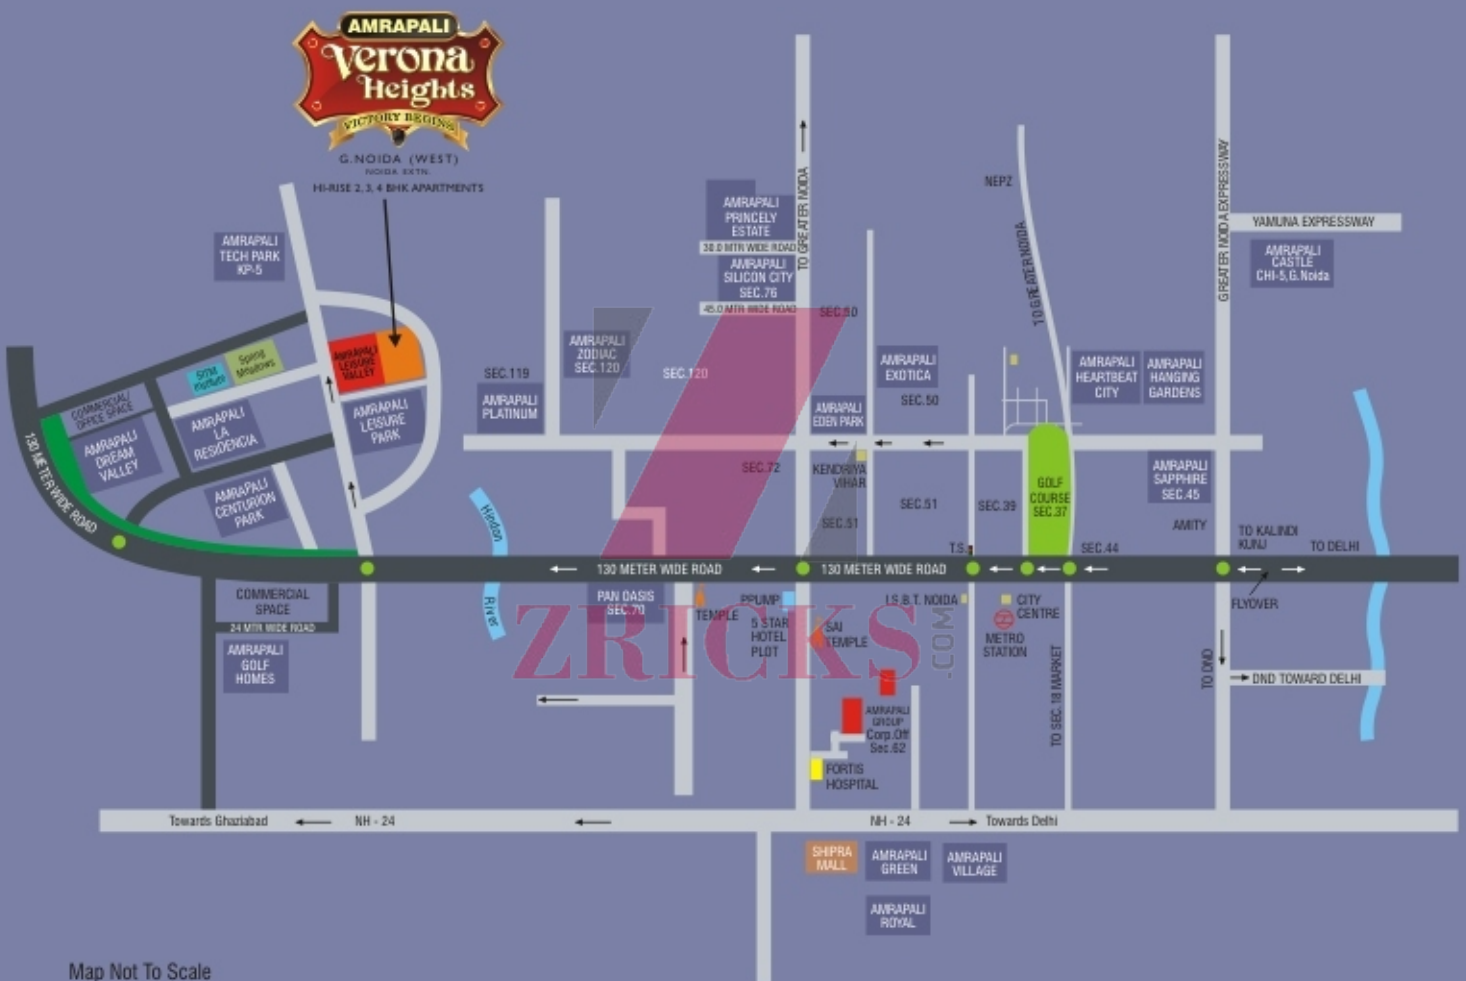 AMRAPALI
Verona
Heights
VICTORY BEGINS
G.NOIDA (WEST)
NOIDA EXTN.
HI-RISE 2, 3, 4 BHK APARTMENTS
AMRAPALI
TECH PARK
KP-5
AMRAPALI
PRINCELY
ESTATE
30.0 MTR WIDE ROAD
AMRAPALI
SILICON CITY
SEC.76
45.0 MTR WIDE ROAD
TO GREATER NOIDA
NEPZ
TO GREATER NOIDA
GREATER NOIDA EXPRESSWAY
YAMUNA EXPRESSWAY
AMRAPALI
CASTLE
CHI-5, G.Noida
SEC.50
Spring
Meadows
AMRAPALI
LEISURE
VALLEY
AMRAPALI
ZODIAC
SEC.120
SEC.119
AMRAPALI
PLATINUM
SEC.120
AMRAPALI
EXOTICA
SEC.50
AMRAPALI
EDEN PARK
AMRAPALI
HEARTBEAT
CITY
AMRAPALI
HANGING
GARDENS
COMMERCIAL/
OFFICE SPACE
AMRAPALI
DREAM
VALLEY
AMRAPALI
LA
RESIDENCIA
AMRAPALI
LEISURE
PARK
AMRAPALI
CENTURION
PARK
130 METER WIDE ROAD
Hindon
River
SEC.72
KENDRIYA
VIHAR
SEC.51
SEC.51
SEC.39
GOLF
COURSE
SEC.37
AMRAPALI
SAPPHIRE
SEC.45
AMITY
T.S.
SEC.44
TO KALINDI
KUNJ
TO DELHI
130 METER WIDE ROAD
130 METER WIDE ROAD
FLYOVER
COMMERCIAL
SPACE
24 MTR WIDE ROAD
AMRAPALI
GOLF
HOMES
PAN OASIS
SEC.70
TEMPLE
P.PUMP
5 STAR
HOTEL
PLOT
SAI
TEMPLE
I.S.B.T. NOIDA
CITY
CENTRE
METRO
STATION
ZRICKS
.COM
TO SEC.18 MARKET
TO DND
DND TOWARD DELHI
AMRAPALI
GROUP
Corp.Off
Sec.62
FORTIS
HOSPITAL
Towards Ghaziabad
NH - 24
NH - 24
Towards Delhi
SHIPRA
MALL
AMRAPALI
GREEN
AMRAPALI
VILLAGE
AMRAPALI
ROYAL
Map Not To Scale